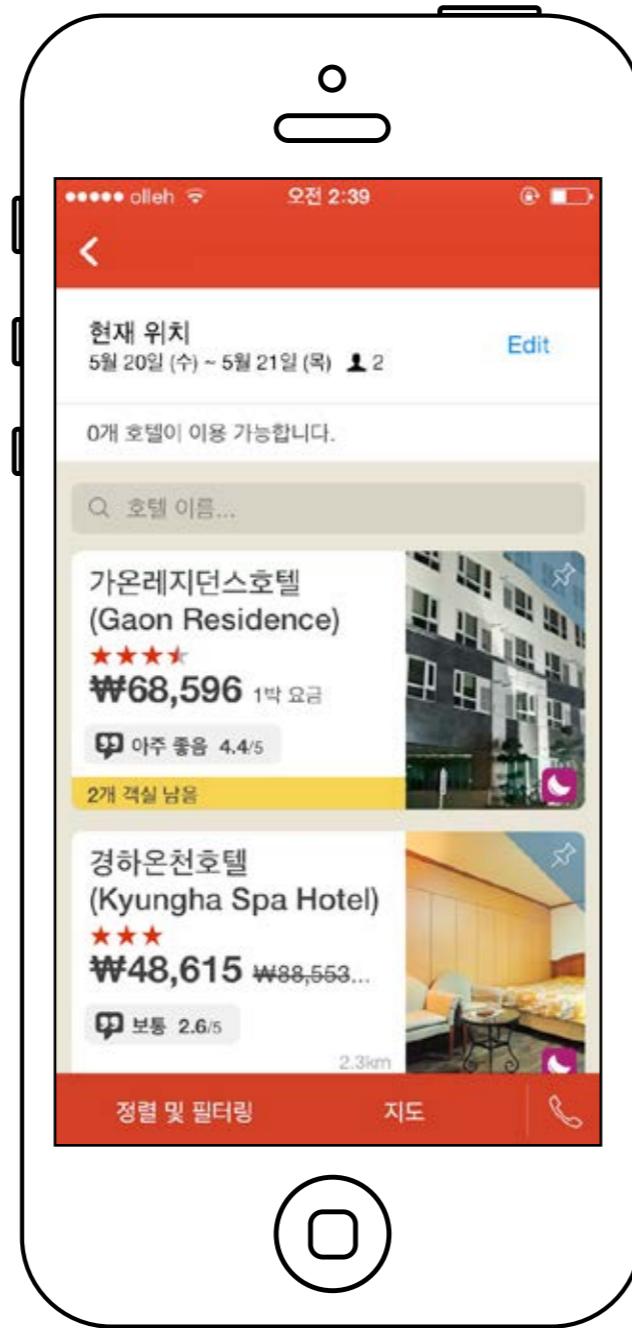 olleh 오전 2:39
현재 위치
5월 20일 (수) ~ 5월 21일 (목) 2
Edit
0개 호텔이 이용 가능합니다.
호텔 이름...
가온레지던스호텔
(Gaon Residence)
₩68,596 1박 요금
아주 좋음 4.4/5
2개 객실 남음
경하온천호텔
(Kyungha Spa Hotel)
₩48,615 ₩88,553...
보통 2.6/5
2.3km
정렬 및 필터링 지도